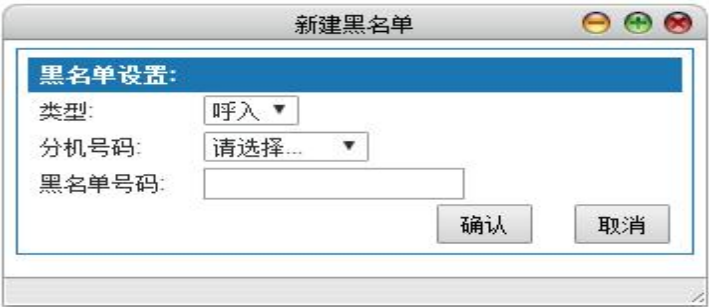 新建黑名单
黑名单设置:
类型: 呼入
分机号码: 请选择...
黑名单号码:
确认 取消